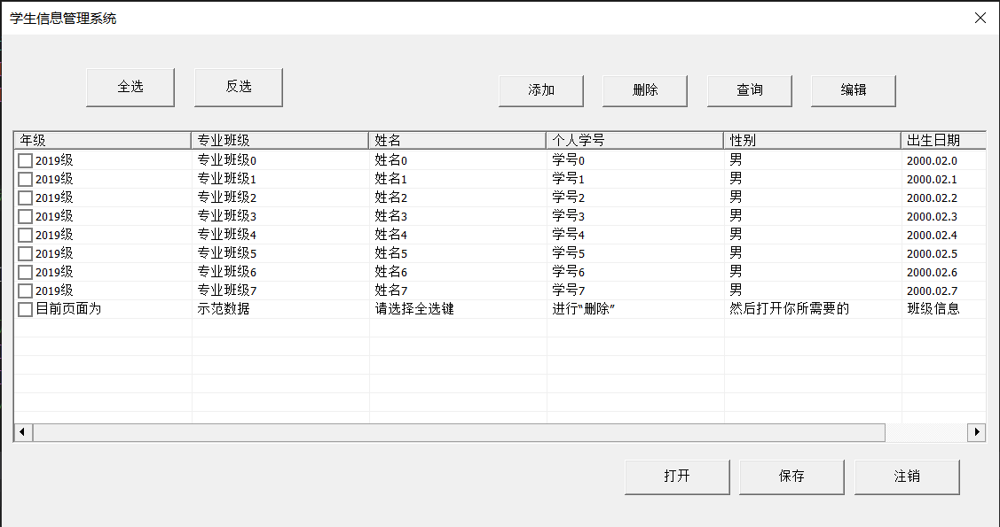 学生信息管理系统
全选 反选 添加 删除 查询 编辑
年级 专业班级 姓名 个人学号 性别 出生日期
2019级 专业班级0 姓名0 学号0 男 2000.02.0
2019级 专业班级1 姓名1 学号1 男 2000.02.1
2019级 专业班级2 姓名2 学号2 男 2000.02.2
2019级 专业班级3 姓名3 学号3 男 2000.02.3
2019级 专业班级4 姓名4 学号4 男 2000.02.4
2019级 专业班级5 姓名5 学号5 男 2000.02.5
2019级 专业班级6 姓名6 学号6 男 2000.02.6
2019级 专业班级7 姓名7 学号7 男 2000.02.7
目前页面为 示范数据 请选择全选键 进行“删除” 然后打开你所需要的 班级信息
打开 保存 注销